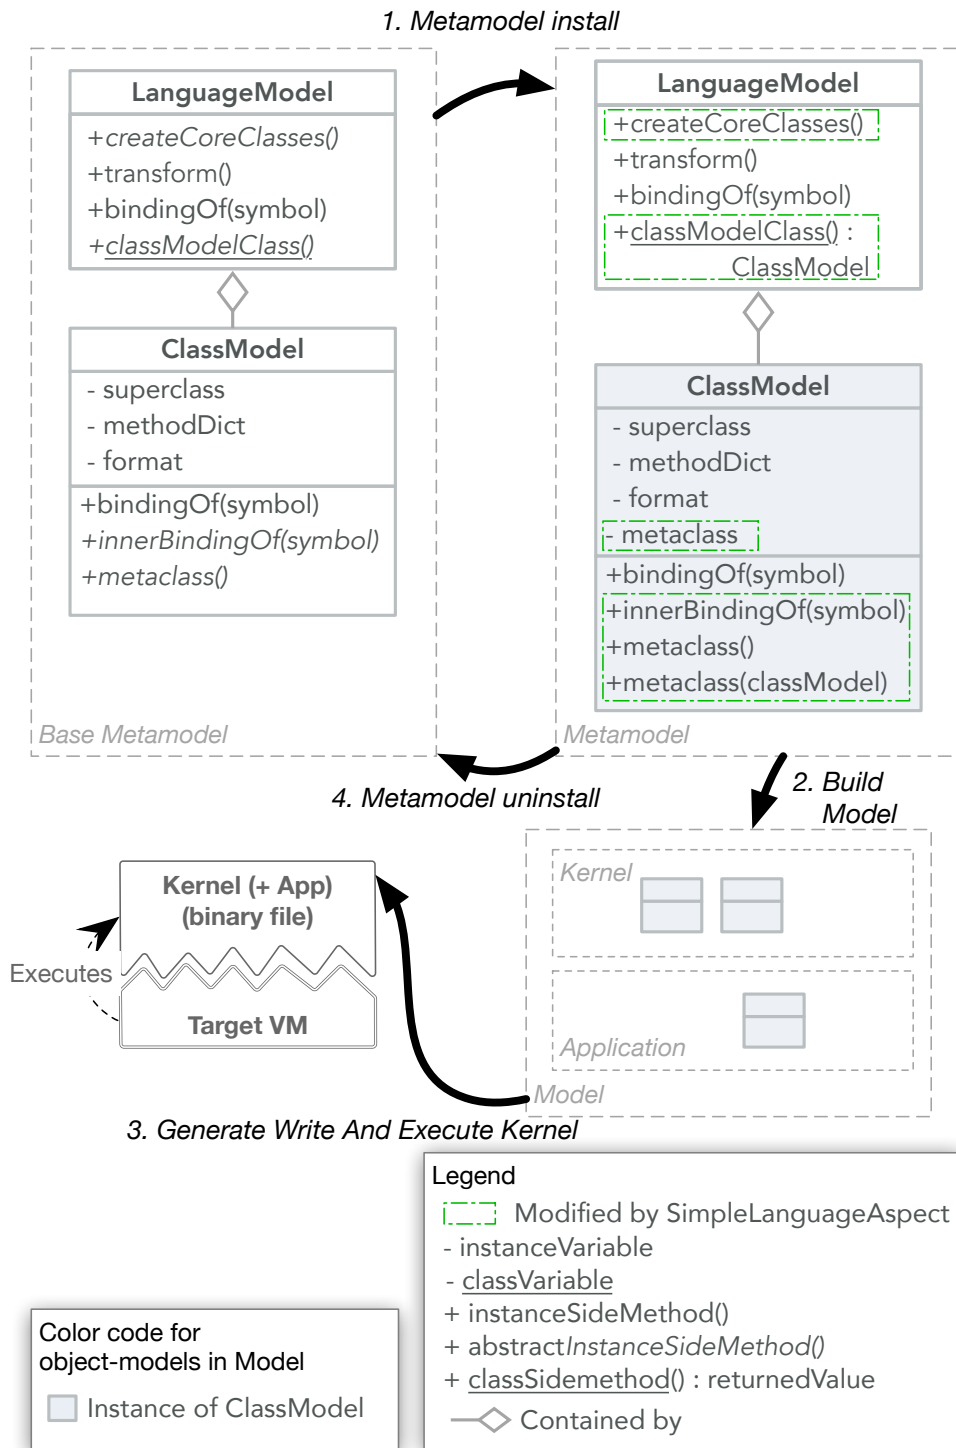 1. Metamodel install
LanguageModel
+createCoreClasses()
+transform()
+bindingOf(symbol)
+classModelClass()
ClassModel
- superclass
- methodDict
- format
+bindingOf(symbol)
+innerBindingOf(symbol)
+metaclass()
Base Metamodel
LanguageModel
+createCoreClasses()
+transform()
+bindingOf(symbol)
+classModelClass() :
ClassModel
ClassModel
- superclass
- methodDict
- format
- metaclass
+bindingOf(symbol)
+innerBindingOf(symbol)
+metaclass()
+metaclass(classModel)
Metamodel
4. Metamodel uninstall
2. Build
Model
Kernel (+ App)
(binary file)
Executes
Target VM
Kernel
Application
Model
3. Generate Write And Execute Kernel
Legend
Modified by SimpleLanguageAspect
- instanceVariable
- classVariable
+ instanceSideMethod()
+ abstractInstanceSideMethod()
+ classSidemethod() : returnedValue
Contained by
Color code for
object-models in Model
Instance of ClassModel